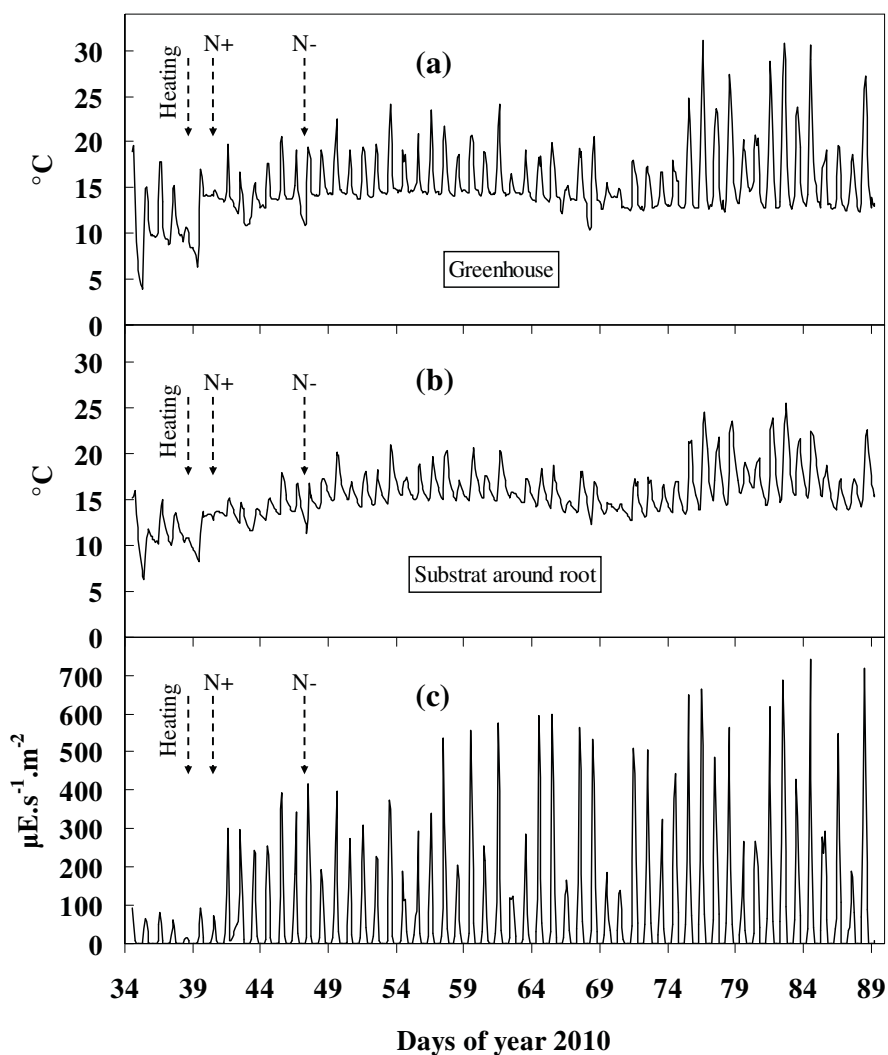 30
25
20
15
10
5
0
°C
Heating
N+
N-
(a)
Greenhouse
30
25
20
15
10
5
0
°C
Heating
N+
N-
(b)
Substrat around root
700
600
500
400
300
200
100
0
µE.s⁻¹.m⁻²
Heating
N+
N-
(c)
34 39 44 49 54 59 64 69 74 79 84 89
Days of year 2010